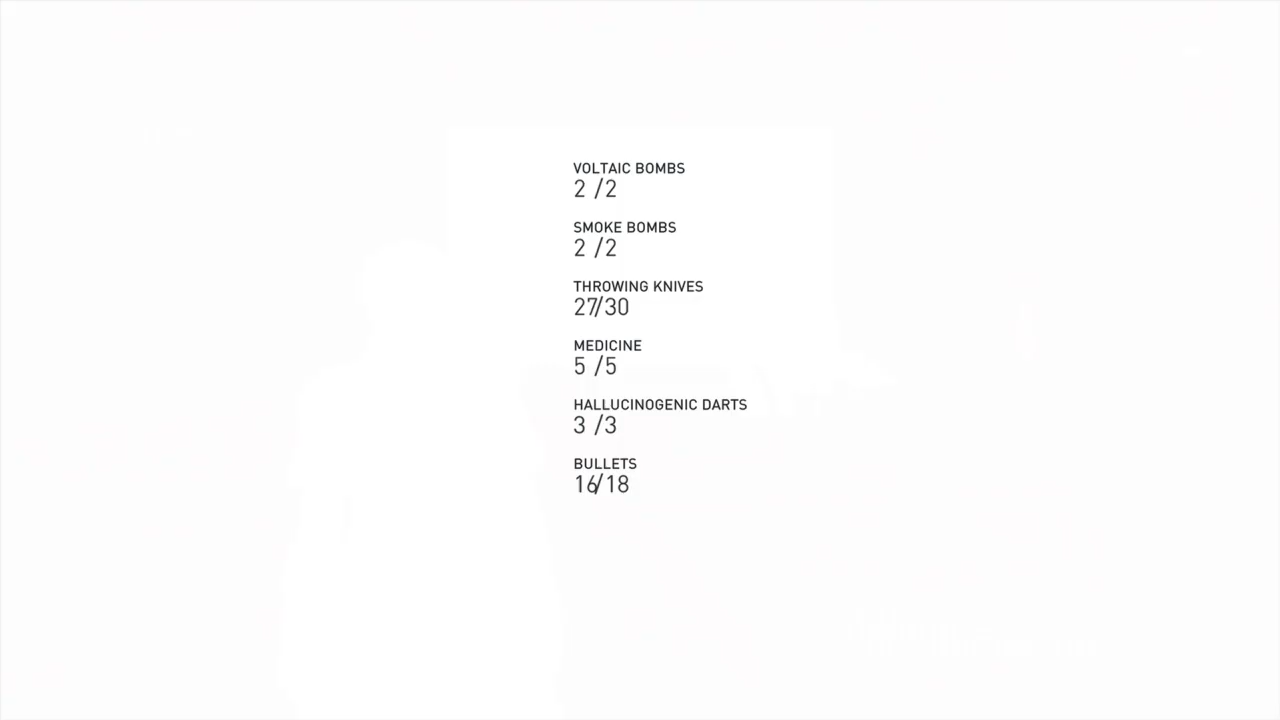 VOLTAIC BOMBS
2 /2
SMOKE BOMBS
2 /2
THROWING KNIVES
27/30
MEDICINE
5 /5
HALLUCINOGENIC DARTS
3 /3
BULLETS
16/18